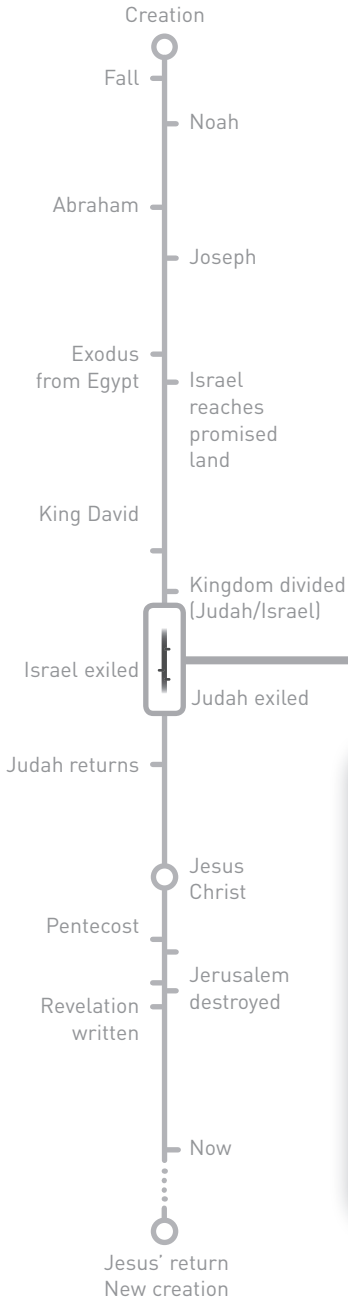 Creation
Fall
Noah
Abraham
Joseph
Exodus
from Egypt
Israel
reaches
promised
land
King David
Kingdom divided
(Judah/Israel)
Israel exiled
Judah exiled
Judah returns
Jesus
Christ
Pentecost
Jerusalem
destroyed
Revelation
written
Now
Jesus’ return
New creation